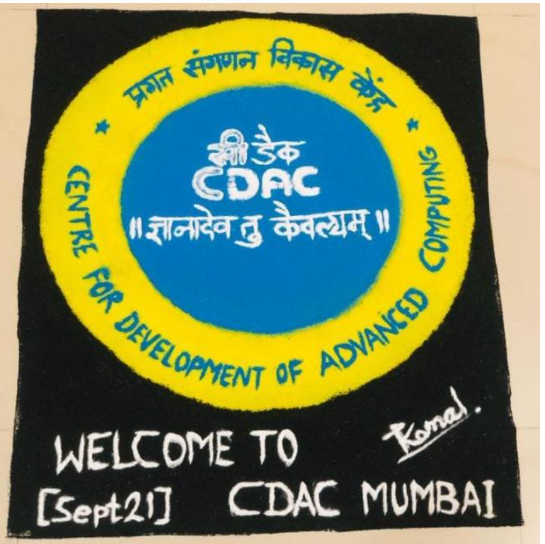 प्रगत संगणन विकास केंद्र
सी डैक
CDAC
॥ ज्ञानादेव तु कैवल्यम् ॥
CENTRE FOR DEVELOPMENT OF ADVANCED COMPUTING
Komal.
WELCOME TO
[Sept21] CDAC MUMBAI